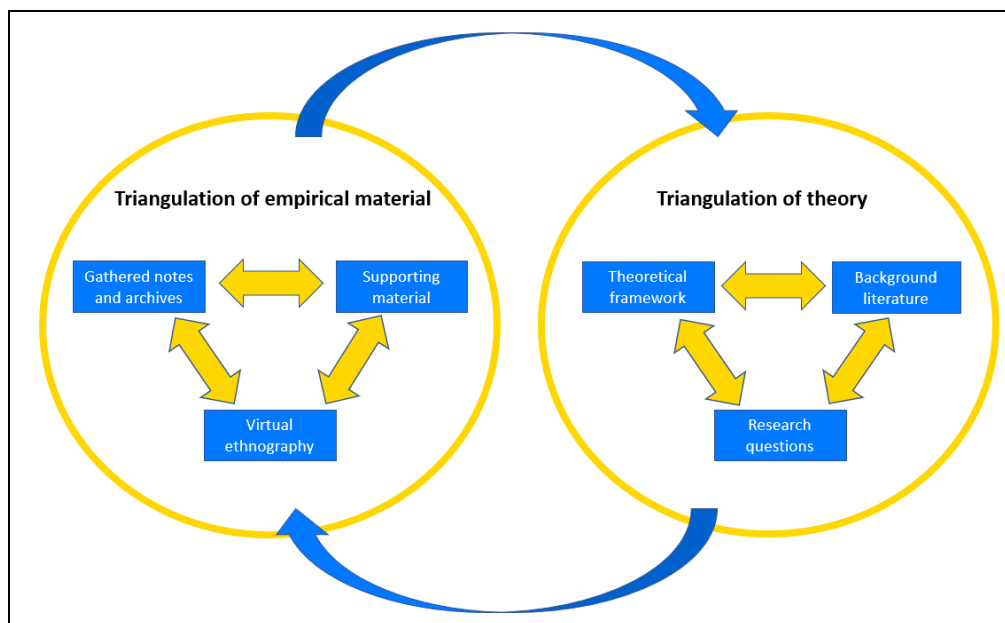 Triangulation of empirical material
Gathered notes
and archives
Supporting
material
Virtual
ethnography
Triangulation of theory
Theoretical
framework
Background
literature
Research
questions